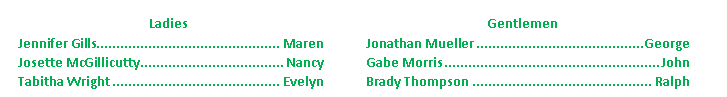 Ladies
Jennifer Gills............................................... Maren
Josette McGillicutty..................................... Nancy
Tabitha Wright ............................................ Evelyn
Gentlemen
Jonathan Mueller ...........................................George
Gabe Morris .......................................................John
Brady Thompson .............................................. Ralph